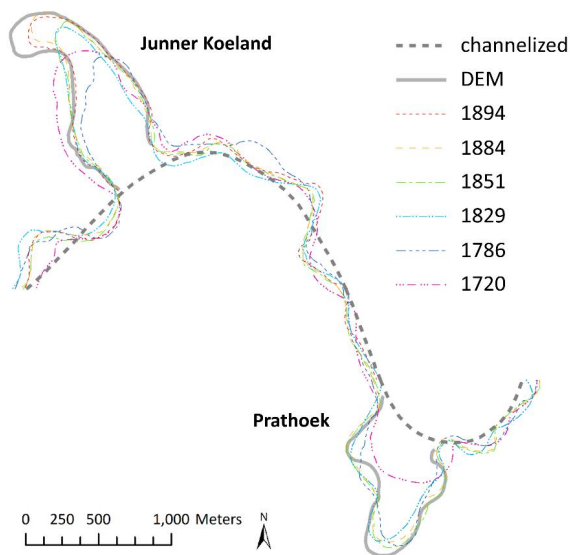 Junner Koeland
channelized
DEM
1894
1884
1851
1829
1786
1720
Prathoek
0 250 500 1,000 Meters
N